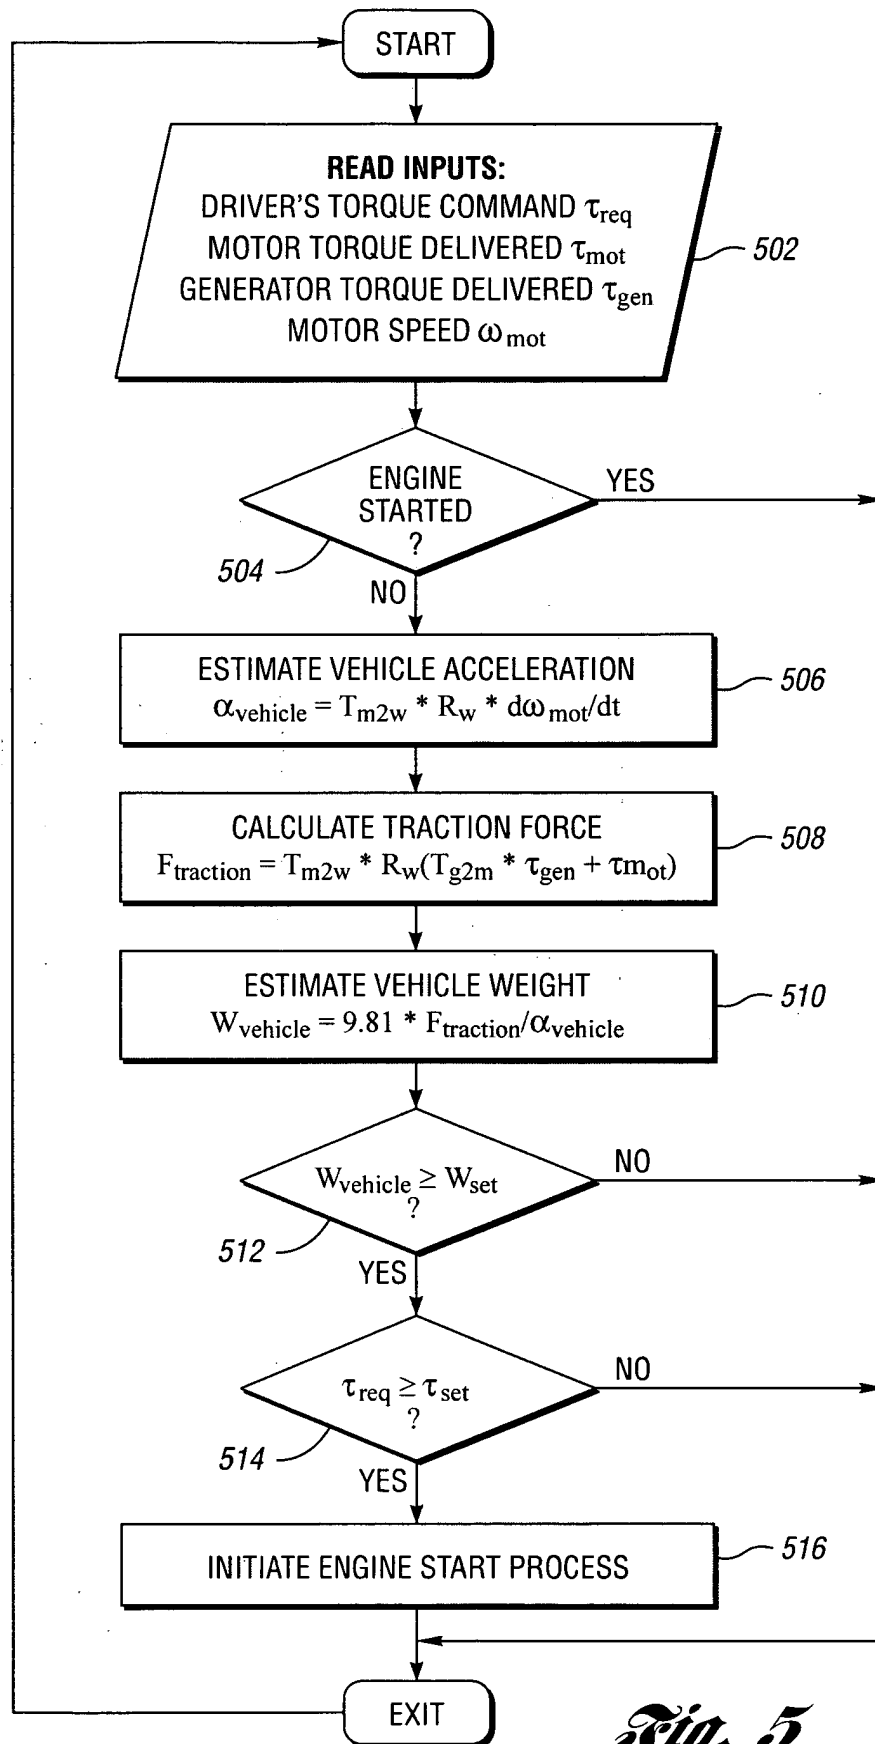 START
READ INPUTS:
DRIVER'S TORQUE COMMAND τreq
MOTOR TORQUE DELIVERED τmot
GENERATOR TORQUE DELIVERED τgen
MOTOR SPEED ωmot
502
ENGINE
STARTED
?
YES
504
NO
ESTIMATE VEHICLE ACCELERATION
αvehicle = Tm2w * Rw * dωmot/dt
506
CALCULATE TRACTION FORCE
Ftraction = Tm2w * Rw(Tg2m * τgen + τmot)
508
ESTIMATE VEHICLE WEIGHT
Wvehicle = 9.81 * Ftraction/αvehicle
510
Wvehicle ≥ Wset
?
NO
512
YES
τreq ≥ τset
?
NO
514
YES
INITIATE ENGINE START PROCESS
516
EXIT
Fig. 5